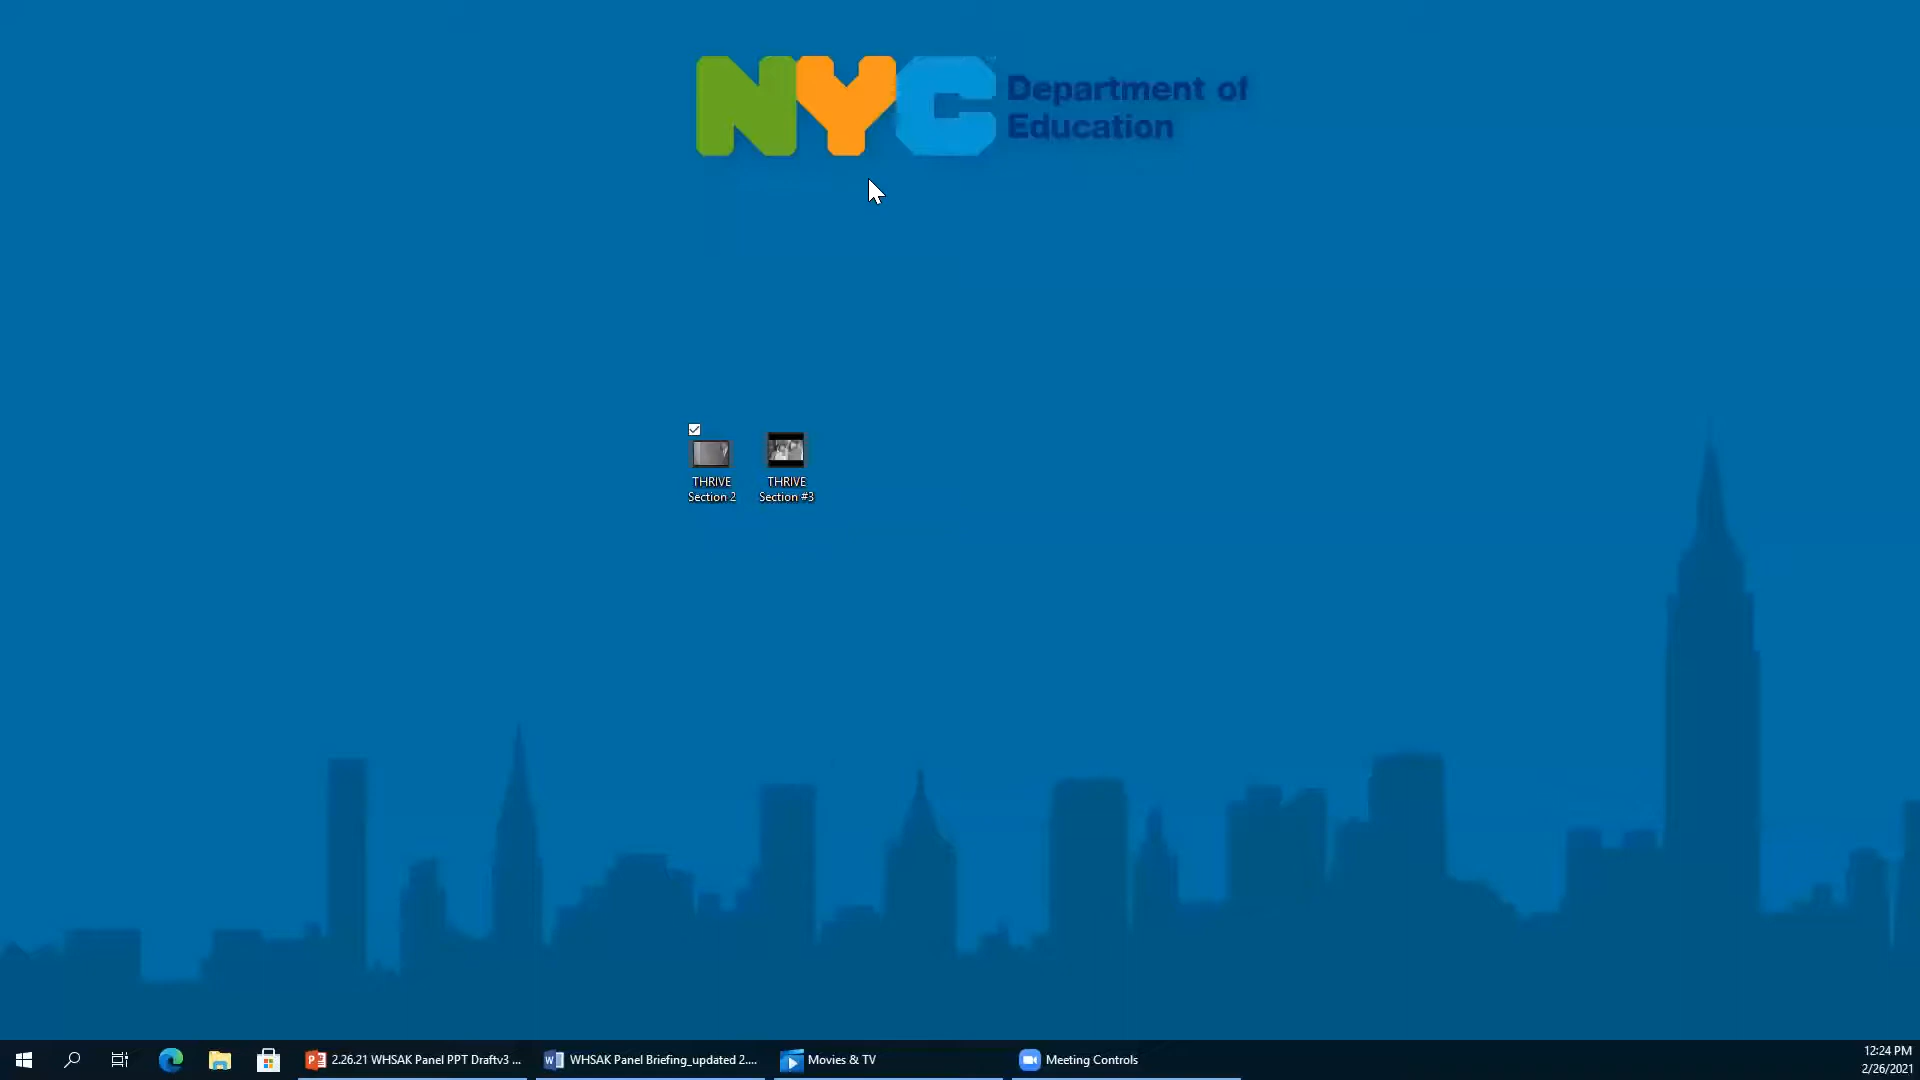 NYC
Department of
Education
THRIVE
Section 2
THRIVE
Section #3
2.26.21 WHSAK Panel PPT Draftv3 ...
WHSAK Panel Briefing_updated 2....
Movies & TV
Meeting Controls
12:24 PM
2/26/2021